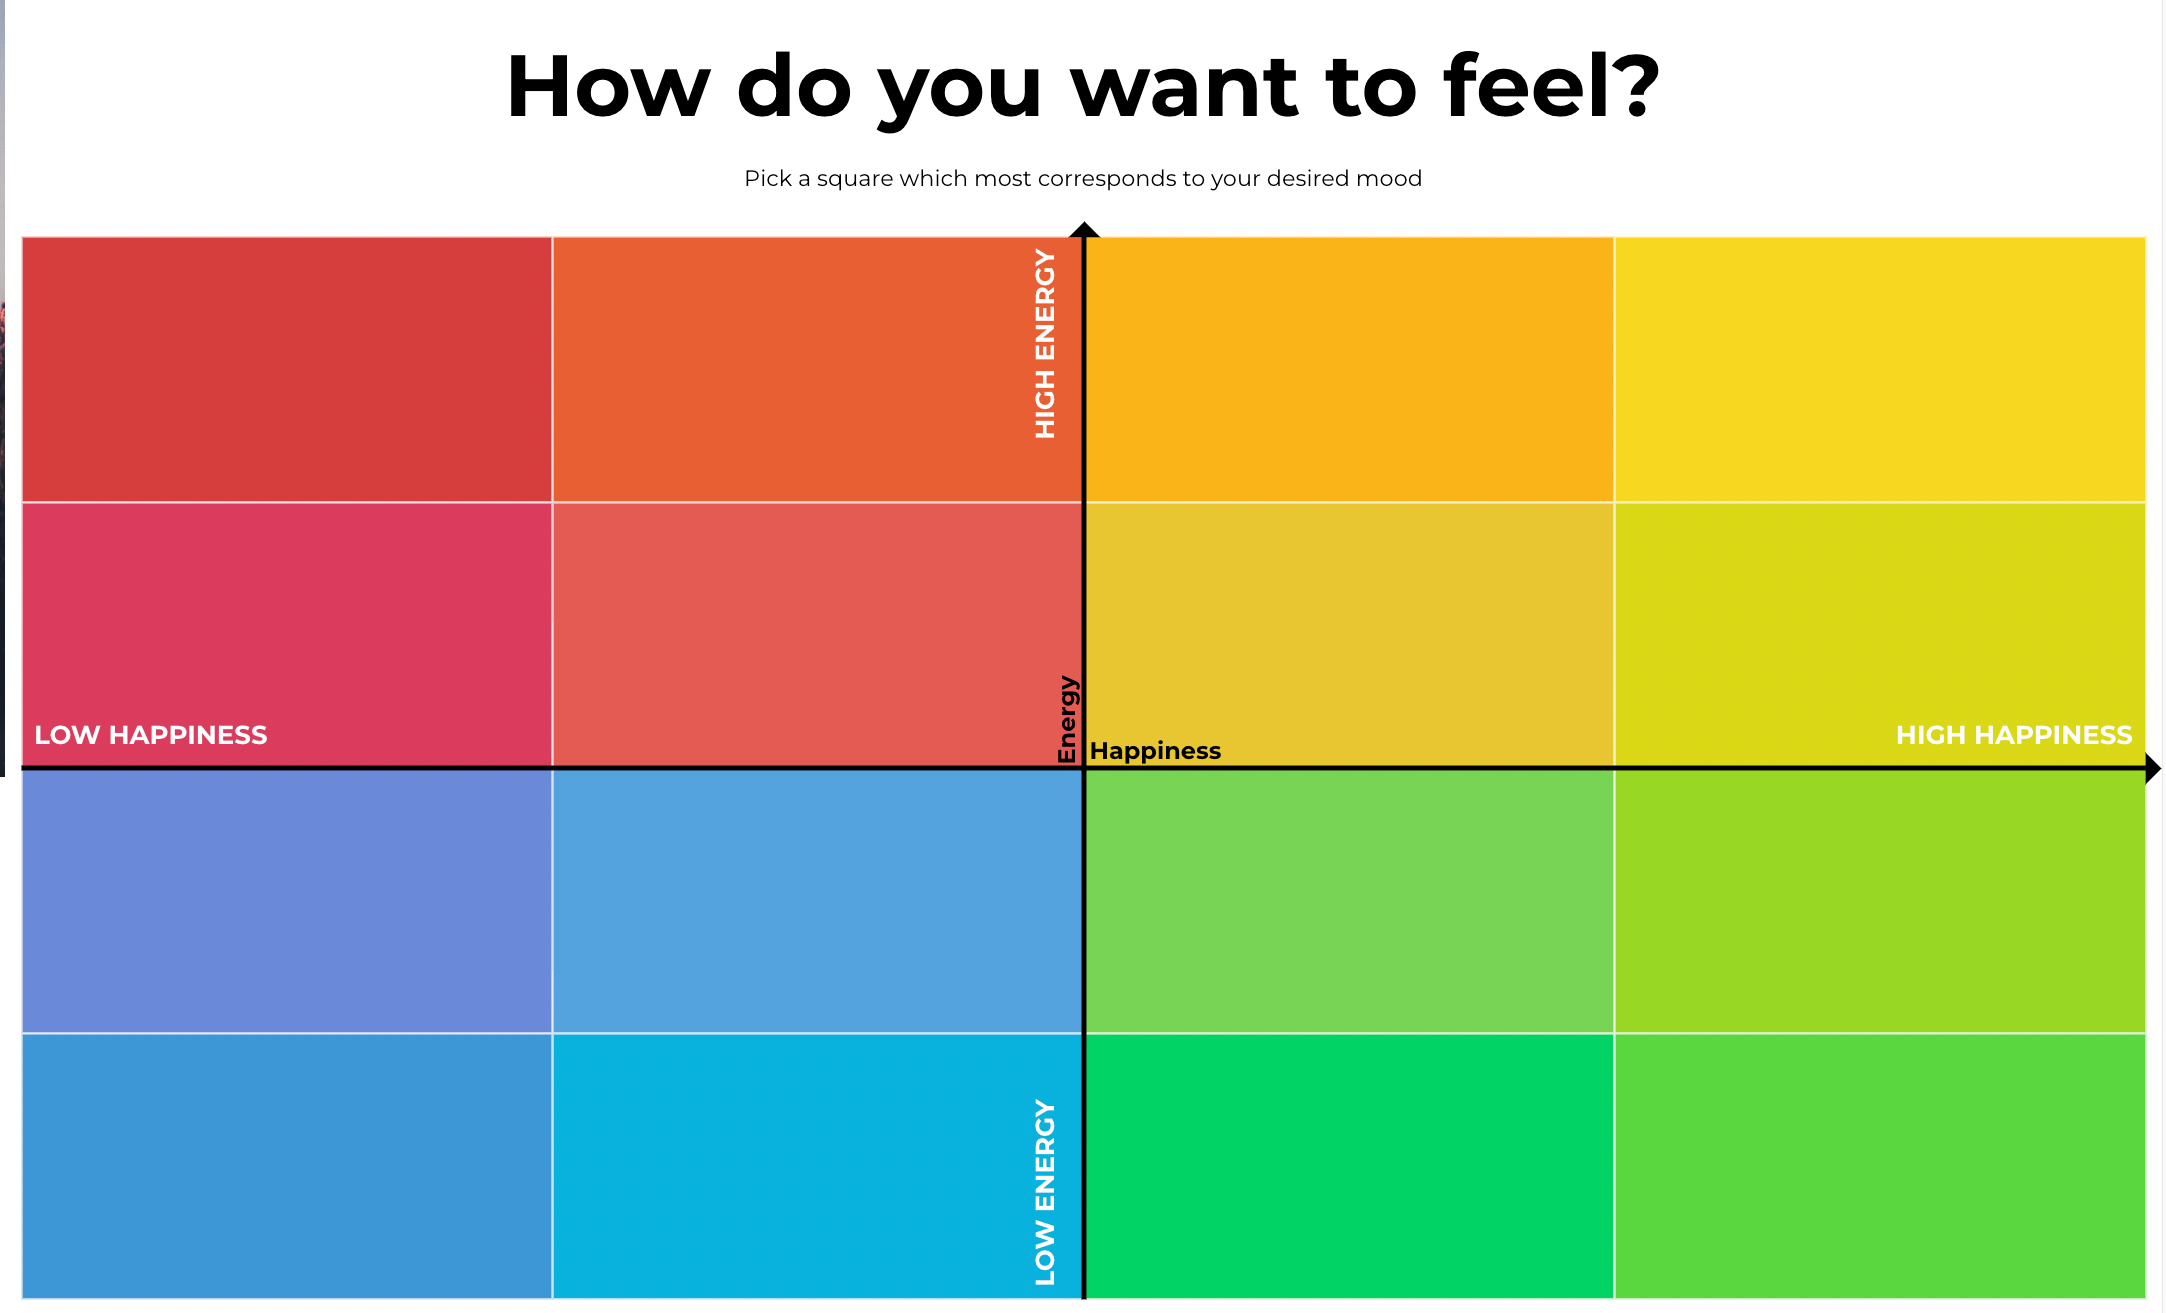 How do you want to feel?
Pick a square which most corresponds to your desired mood
HIGH ENERGY
LOW HAPPINESS
Energy
Happiness
HIGH HAPPINESS
LOW ENERGY